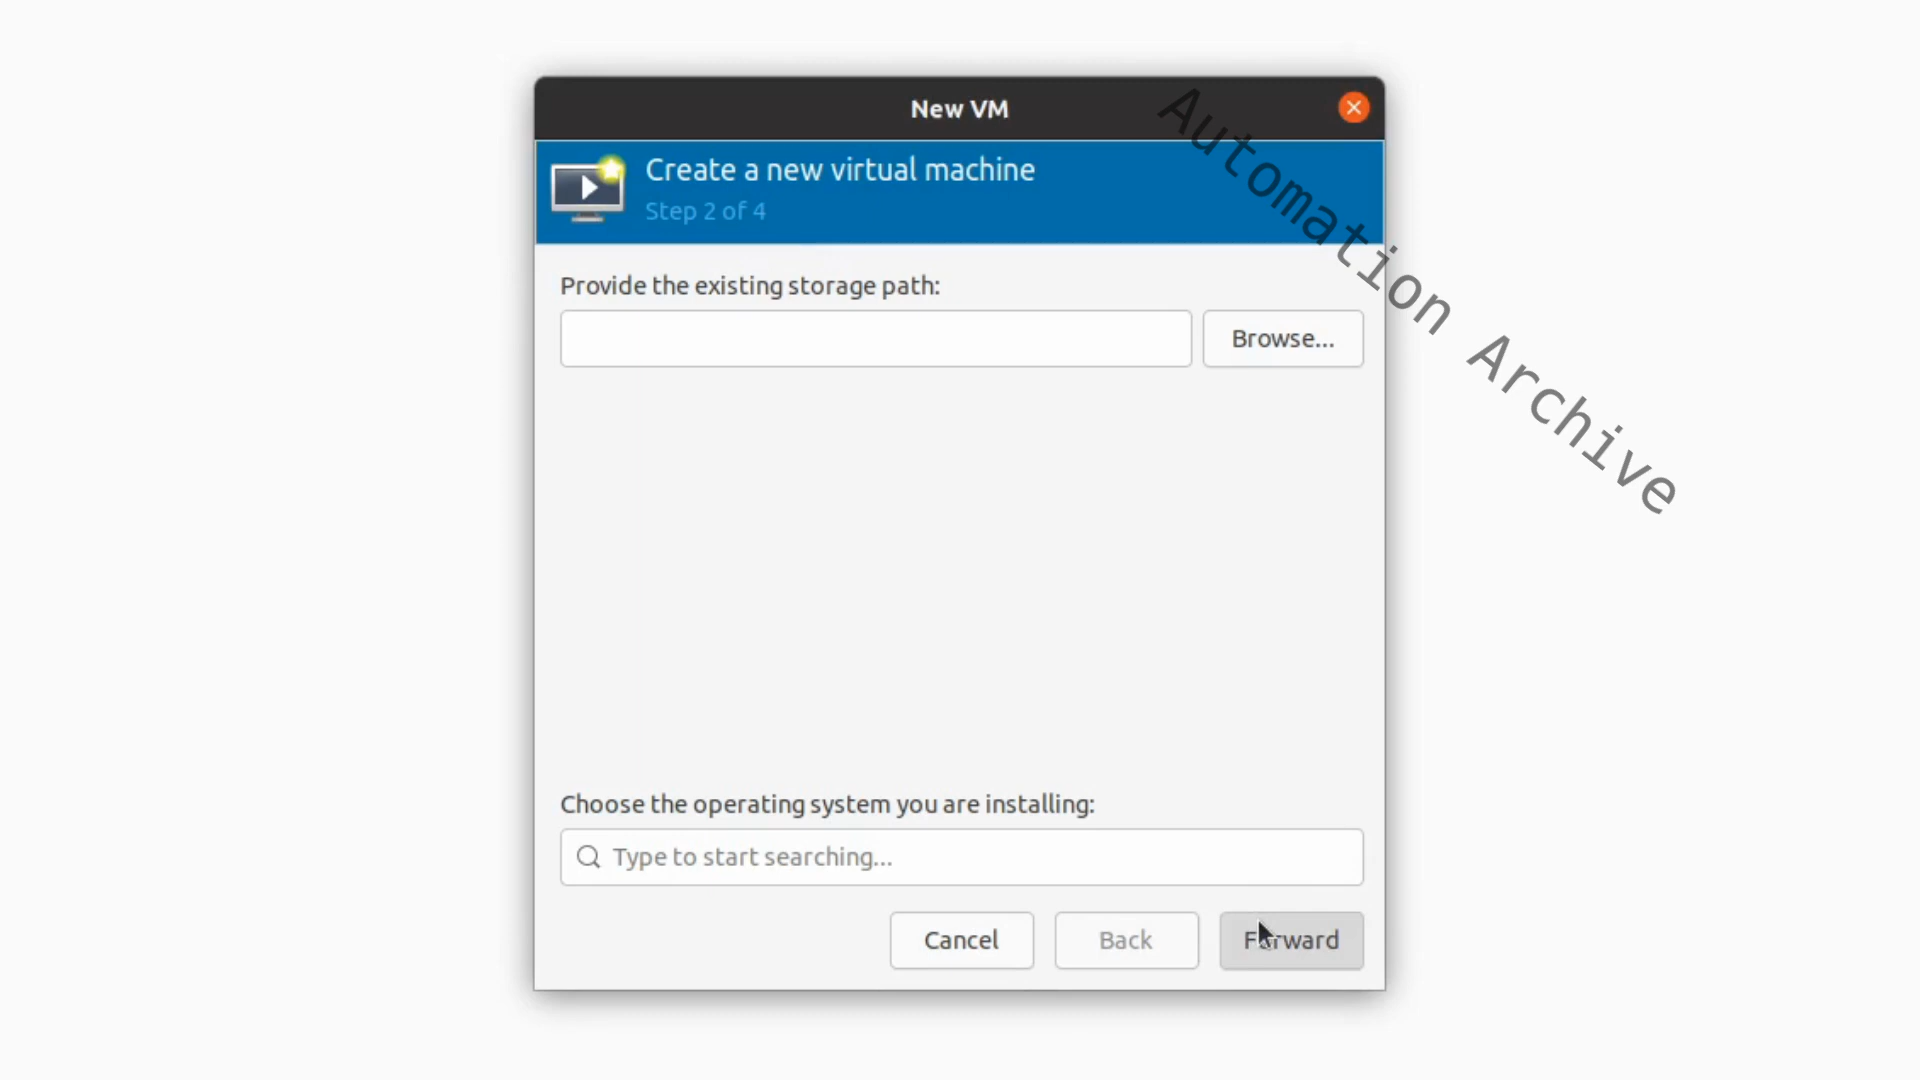 New VM
Create a new virtual machine
Step 2 of 4
Automation Archive
Provide the existing storage path:
Browse...
Choose the operating system you are installing:
Type to start searching...
Cancel
Back
Forward